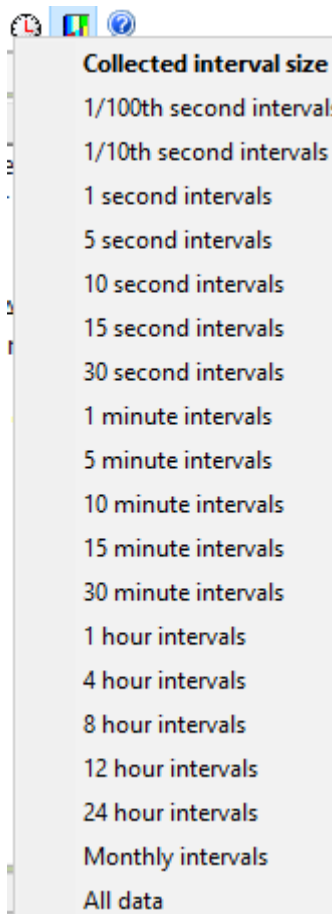 Collected interval size
1/100th second intervals
1/10th second intervals
1 second intervals
5 second intervals
10 second intervals
15 second intervals
30 second intervals
1 minute intervals
5 minute intervals
10 minute intervals
15 minute intervals
30 minute intervals
1 hour intervals
4 hour intervals
8 hour intervals
12 hour intervals
24 hour intervals
Monthly intervals
All data